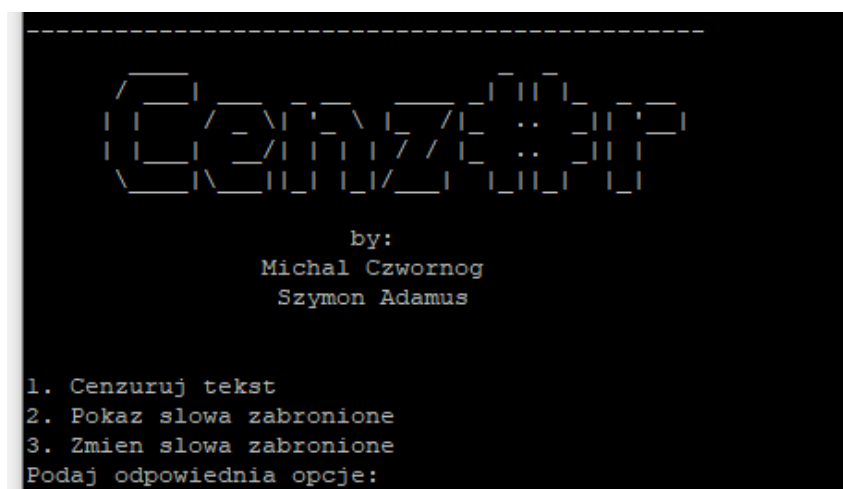 Cenz#r
by:
Michal Czwornog
Szymon Adamus
1. Cenzuruj tekst
2. Pokaz slowa zabronione
3. Zmien slowa zabronione
Podaj odpowiednia opcje: